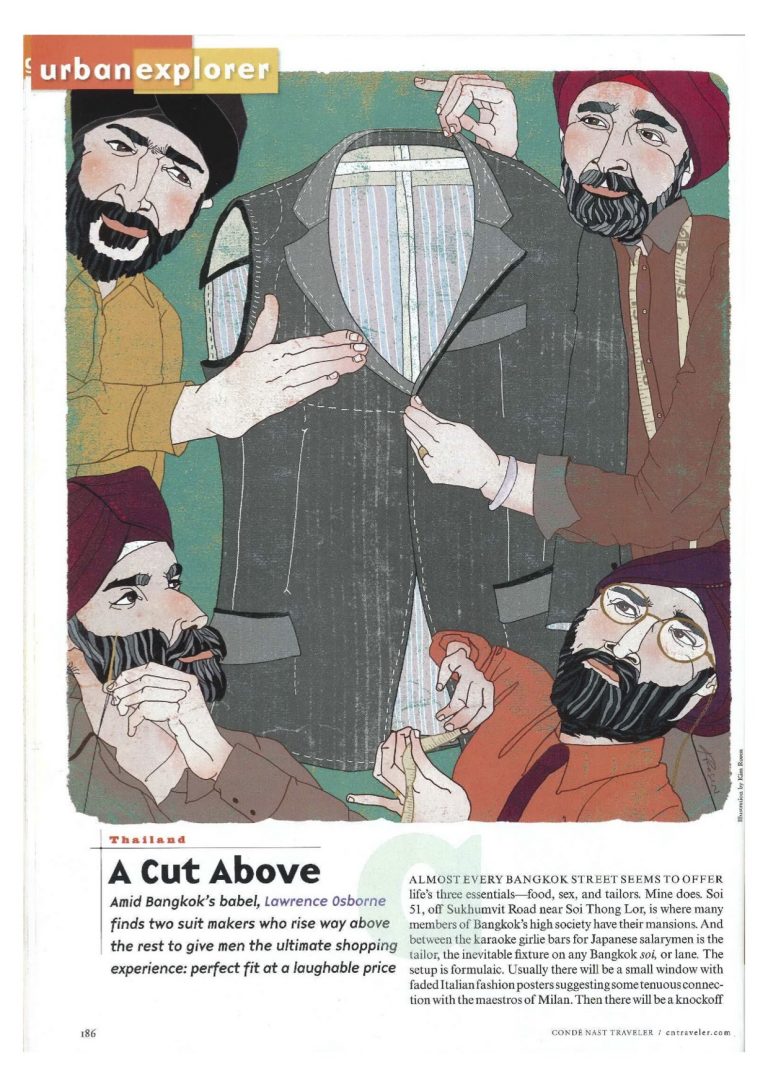 urbanexplorer
Illustration by Kim Rosen
Thailand
A Cut Above
Amid Bangkok's babel, Lawrence Osborne
finds two suit makers who rise way above
the rest to give men the ultimate shopping
experience: perfect fit at a laughable price
ALMOST EVERY BANGKOK STREET SEEMS TO OFFER
life's three essentials—food, sex, and tailors. Mine does. Soi
51, off Sukhumvit Road near Soi Thong Lor, is where many
members of Bangkok's high society have their mansions. And
between the karaoke girlie bars for Japanese salarymen is the
tailor, the inevitable fixture on any Bangkok soi, or lane. The
setup is formulaic. Usually there will be a small window with
faded Italian fashion posters suggesting some tenuous connec-
tion with the maestros of Milan. Then there will be a knockoff
186
CONDÉ NAST TRAVELER / cntraveler.com